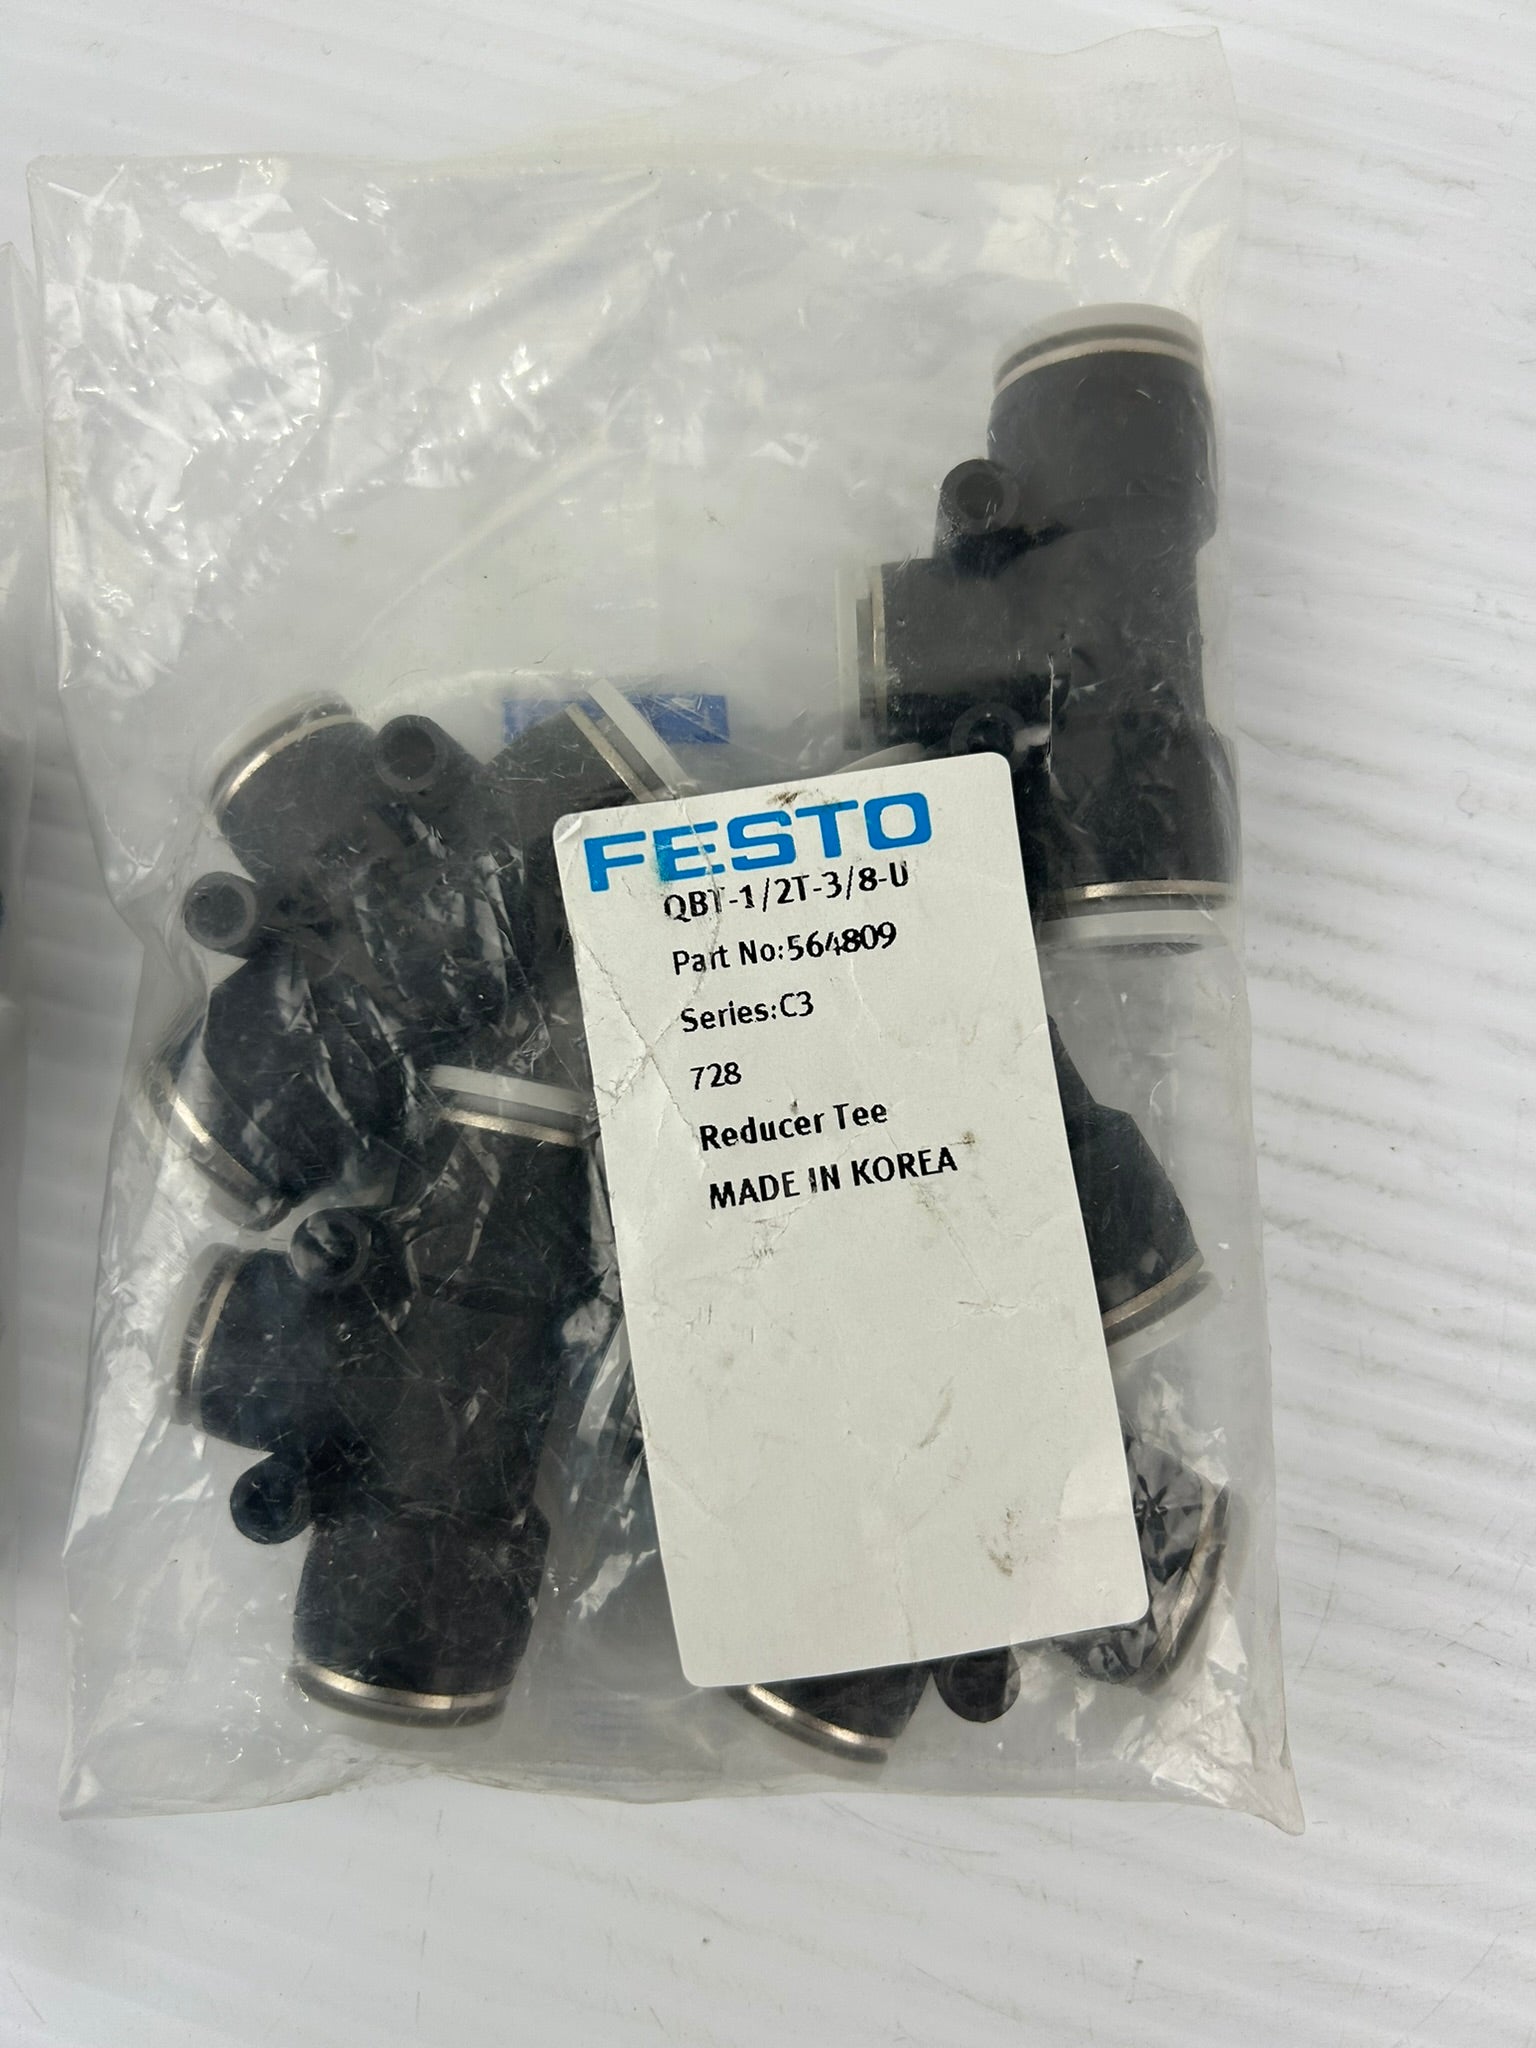 FESTO
QBT-1/2T-3/8-U
Part No:564809
Series:C3
728
Reducer Tee
MADE IN KOREA